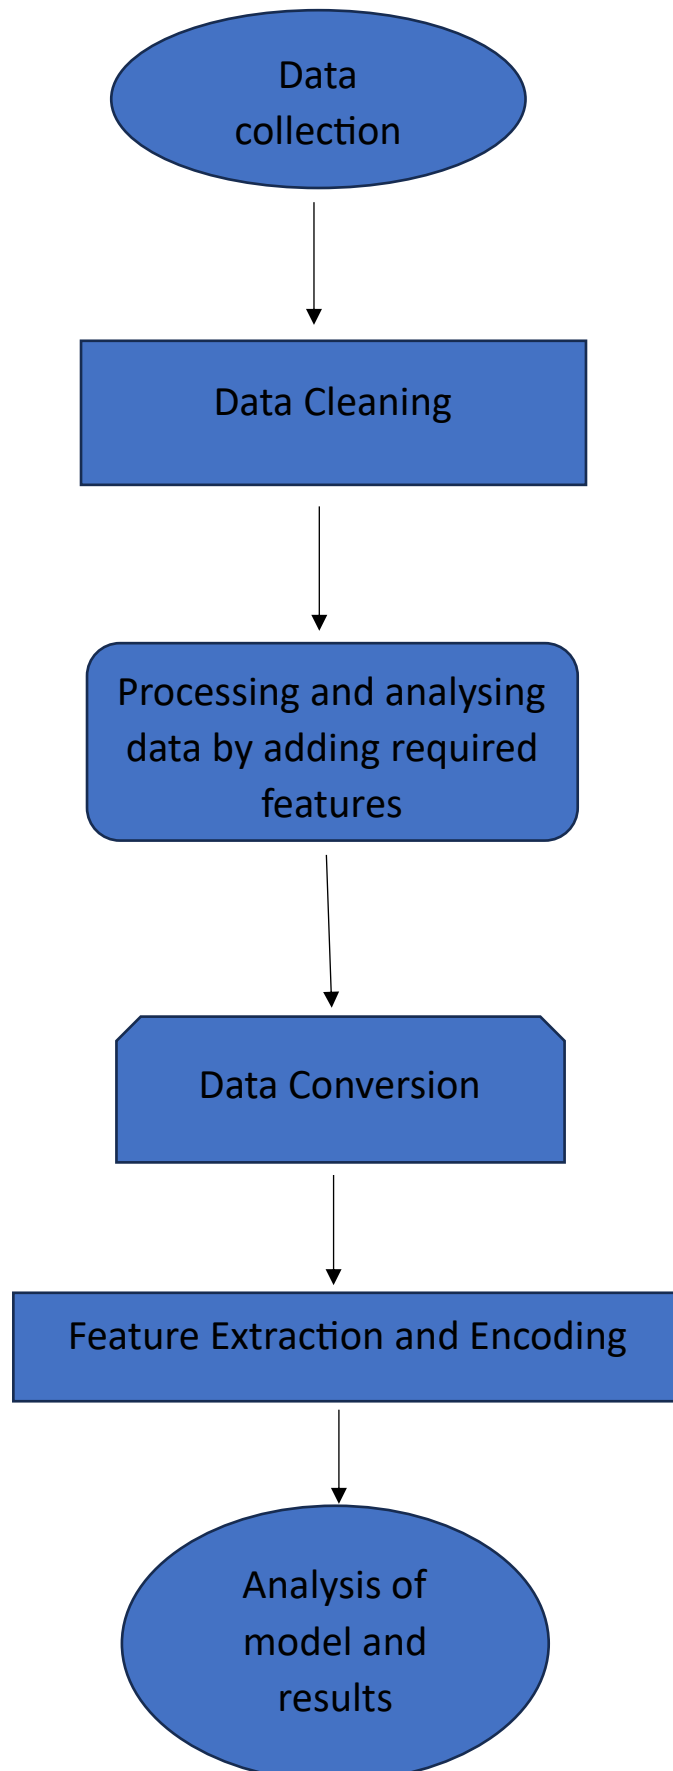 Data
collection
Data Cleaning
Processing and analysing
data by adding required
features
Data Conversion
Feature Extraction and Encoding
Analysis of
model and
results